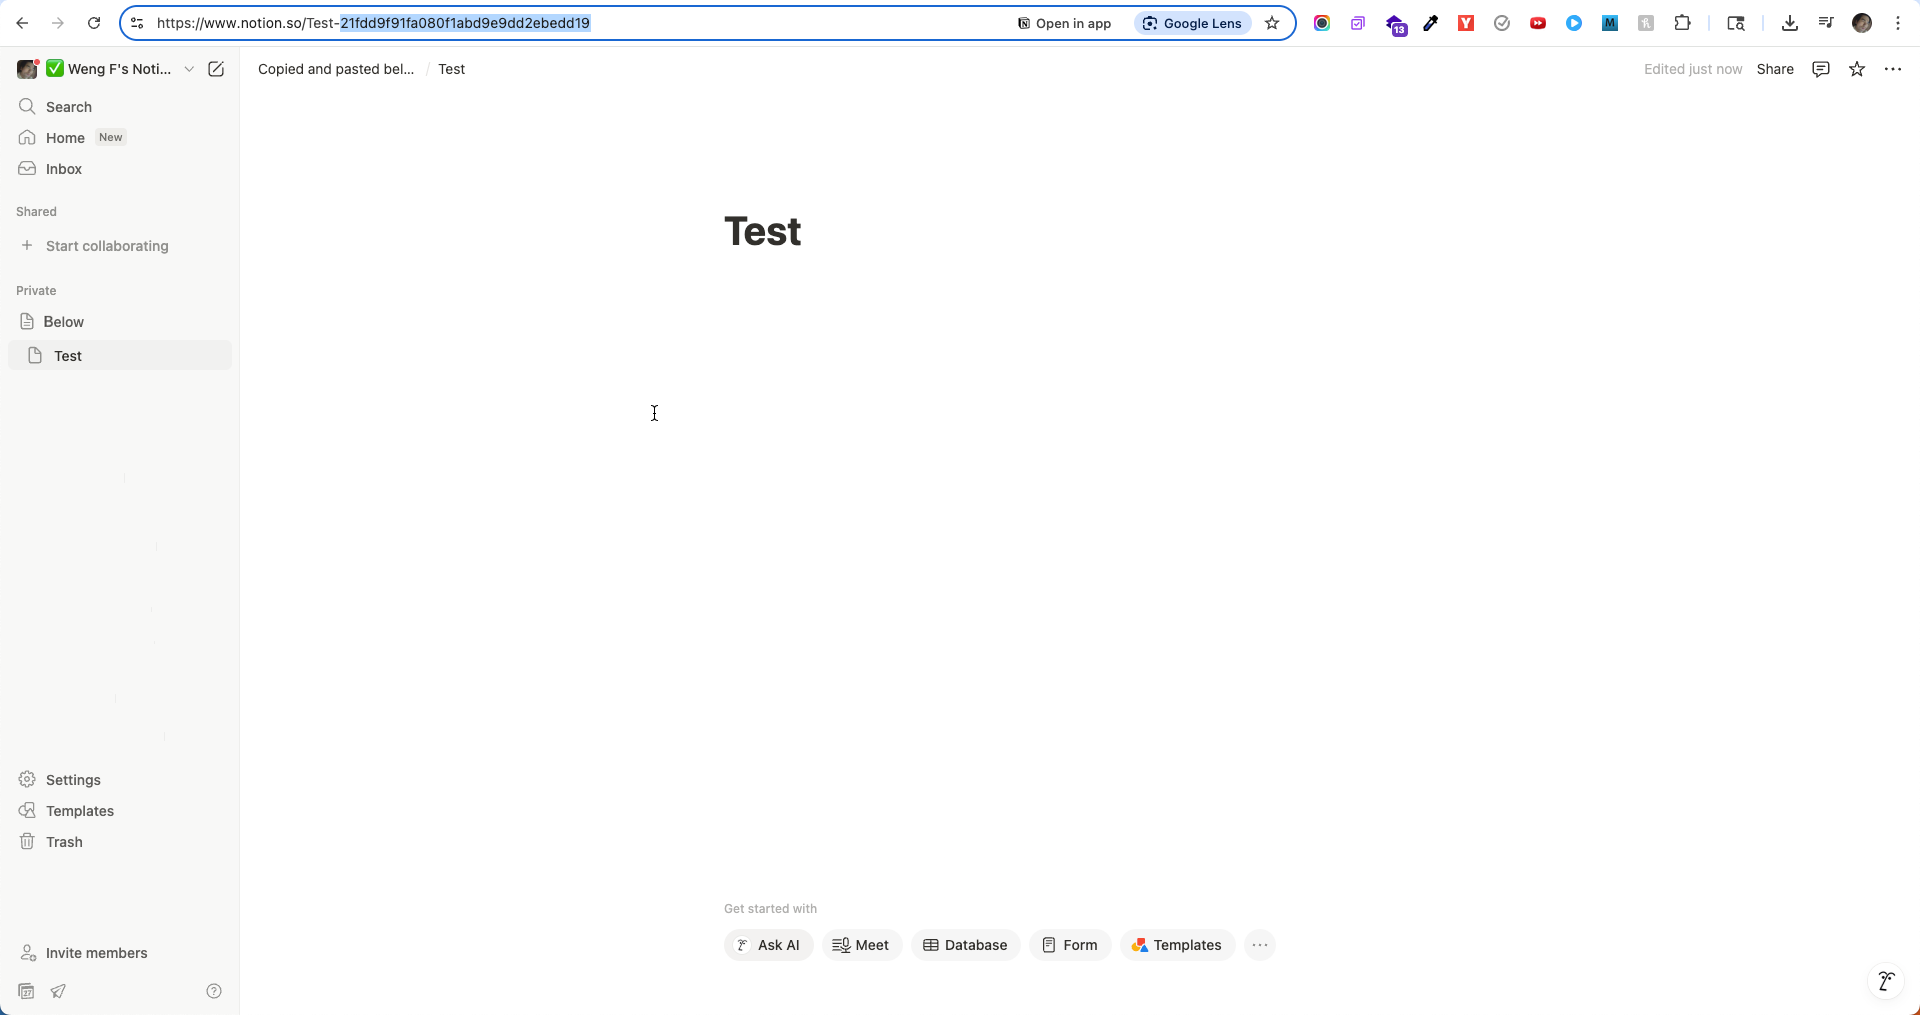 https://www.notion.so/Test-21fdd9f91fa080f1abd9e9dd2ebedd19
Open in app
Google Lens
13
Y
M
Weng F's Noti...
Copied and pasted bel... / Test
Edited just now
Share
Search
Home New
Inbox
Shared
+ Start collaborating
Private
Below
Test
Test
Settings
Templates
Trash
Invite members
27
Get started with
Ask AI
Meet
Database
Form
Templates